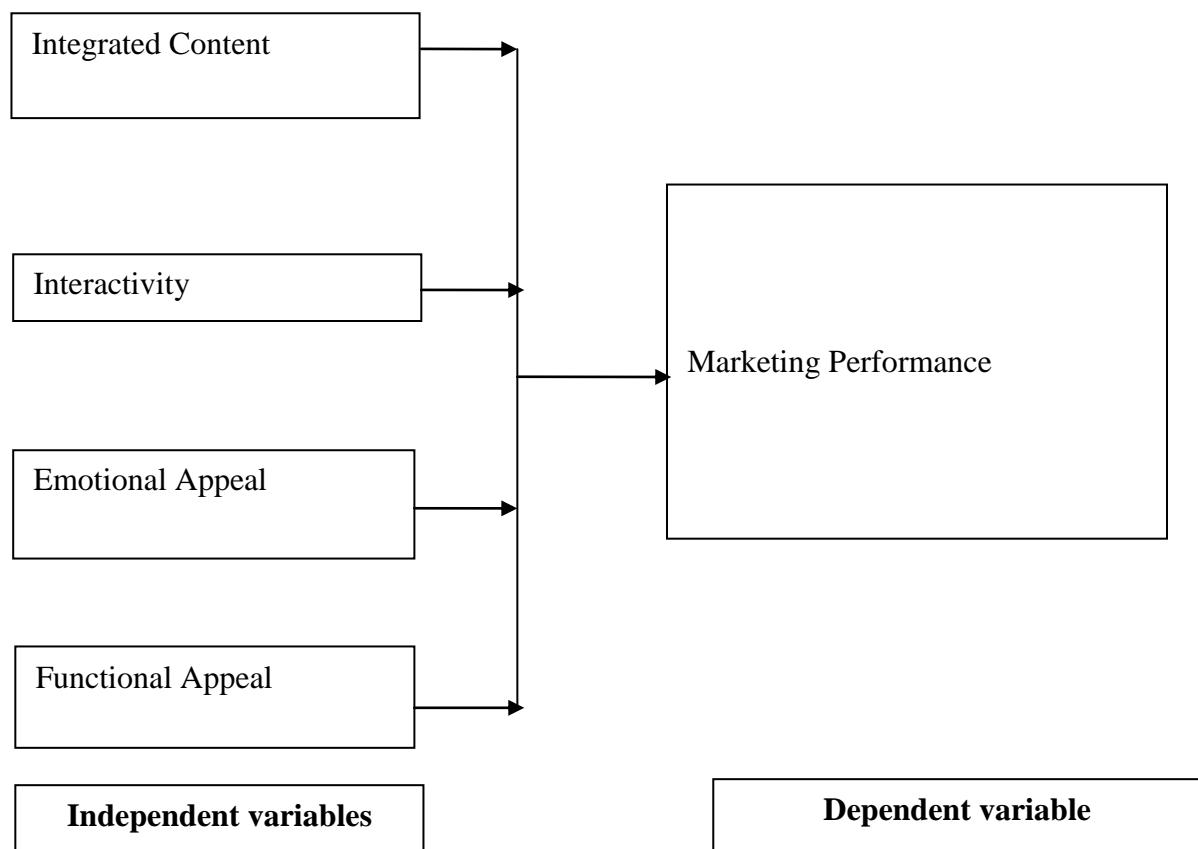 Integrated Content
Interactivity
Marketing Performance
Emotional Appeal
Functional Appeal
Independent variables
Dependent variable